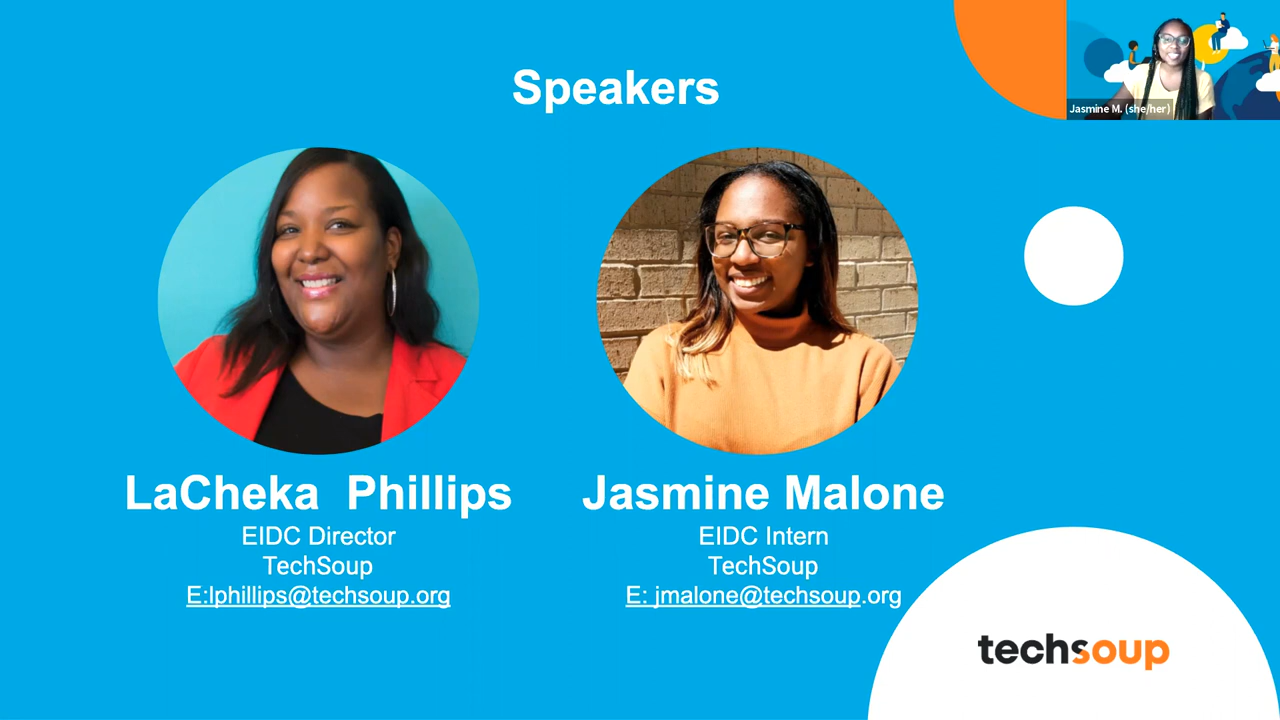 Speakers
Jasmine M. (she/her)
LaCheka Phillips
EIDC Director
TechSoup
E:lphillips@techsoup.org
Jasmine Malone
EIDC Intern
TechSoup
E: jmalone@techsoup.org
techsoup